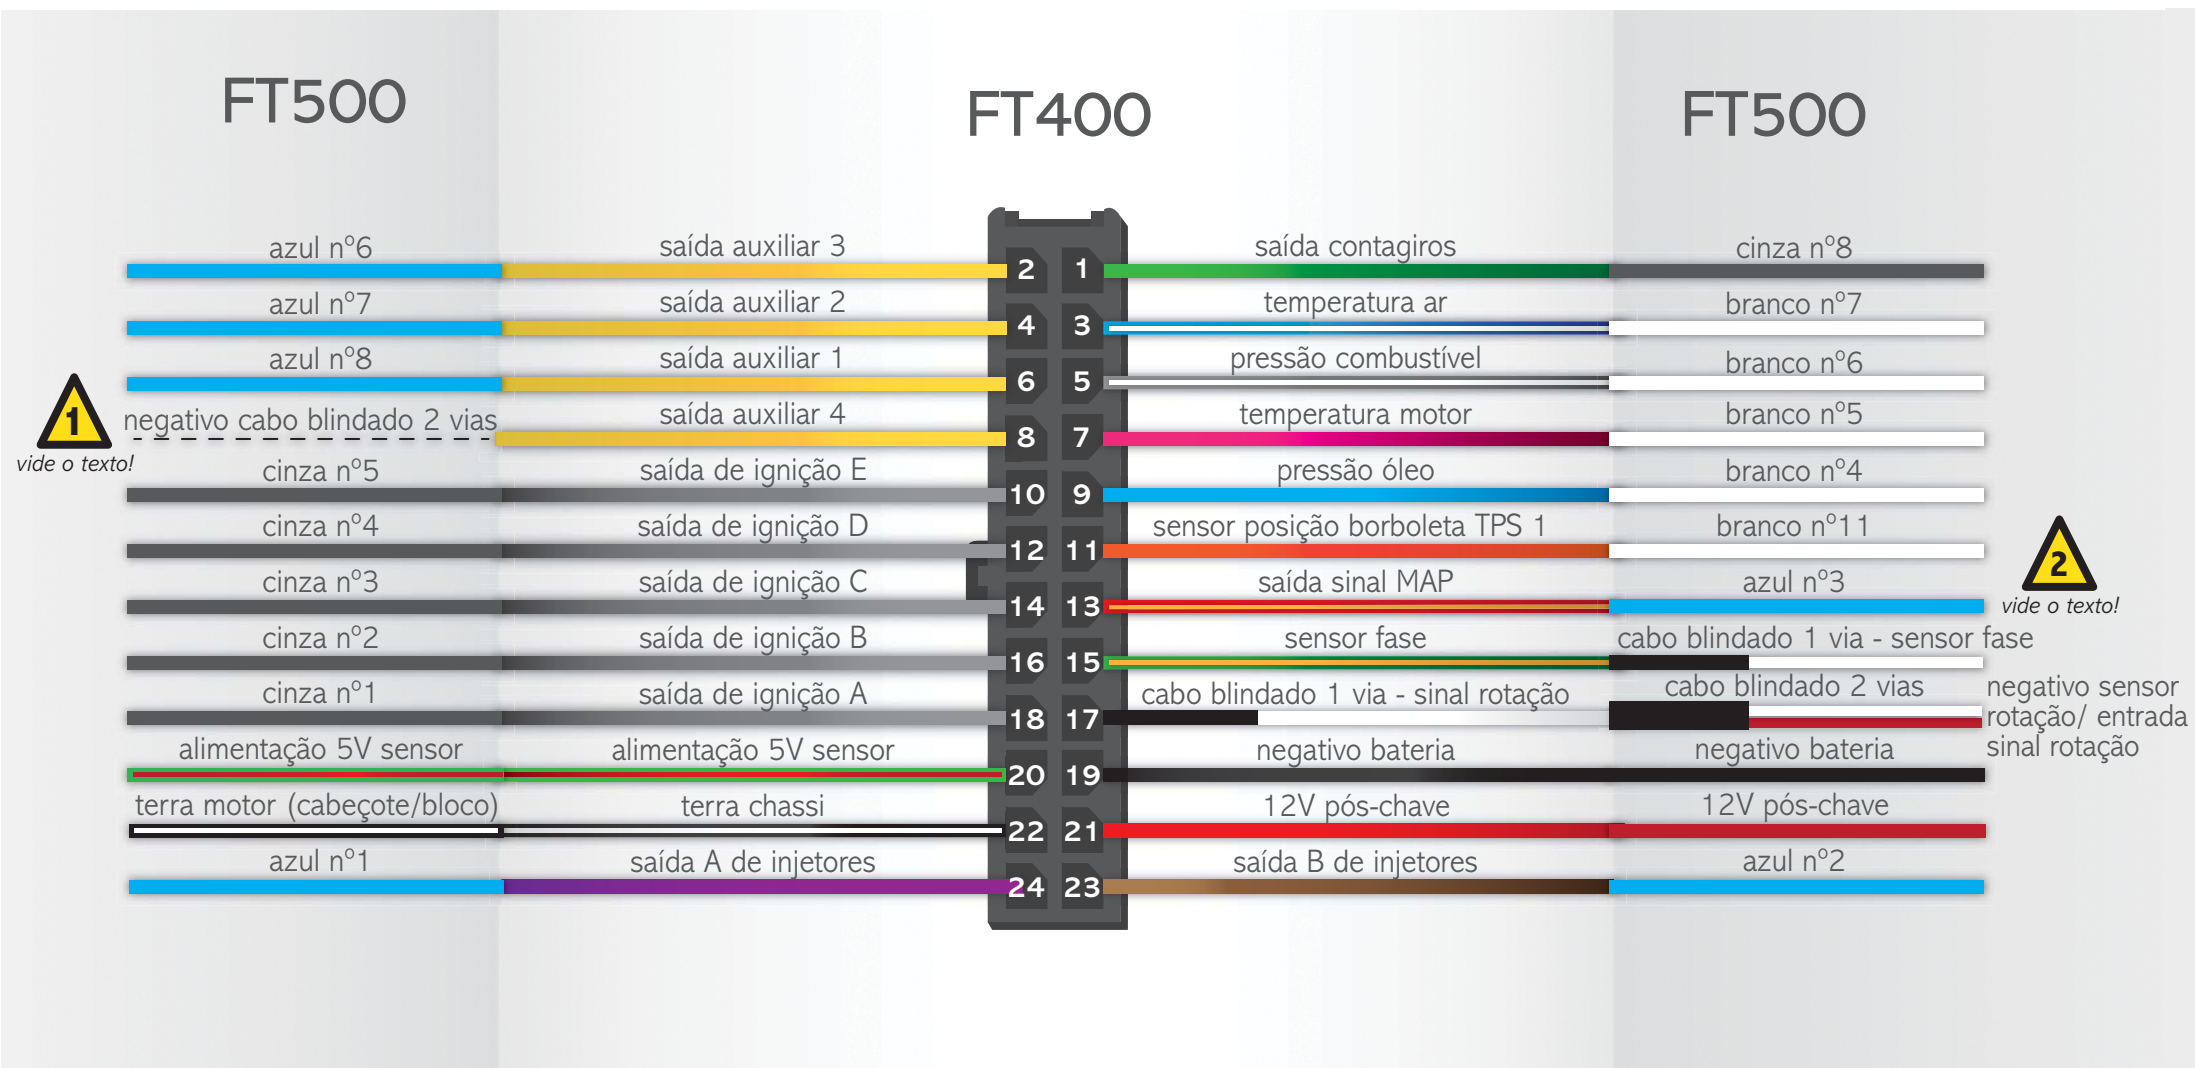 FT500
FT400
FT500
azul nº6
saída auxiliar 3
2
1
saída contagiros
cinza nº8
azul nº7
saída auxiliar 2
4
3
temperatura ar
branco nº7
azul nº8
saída auxiliar 1
6
5
pressão combustível
branco nº6
1
vide o texto!
negativo cabo blindado 2 vias
saída auxiliar 4
8
7
temperatura motor
branco nº5
cinza nº5
saída de ignição E
10
9
pressão óleo
branco nº4
cinza nº4
saída de ignição D
12
11
sensor posição borboleta TPS 1
branco nº11
cinza nº3
saída de ignição C
14
13
saída sinal MAP
azul nº3
2
vide o texto!
cinza nº2
saída de ignição B
16
15
sensor fase
cabo blindado 1 via - sensor fase
cinza nº1
saída de ignição A
18
17
cabo blindado 1 via - sinal rotação
cabo blindado 2 vias
negativo sensor
rotação/ entrada
sinal rotação
alimentação 5V sensor
alimentação 5V sensor
20
19
negativo bateria
negativo bateria
terra motor (cabeçote/bloco)
terra chassi
22
21
12V pós-chave
12V pós-chave
azul nº1
saída A de injetores
24
23
saída B de injetores
azul nº2